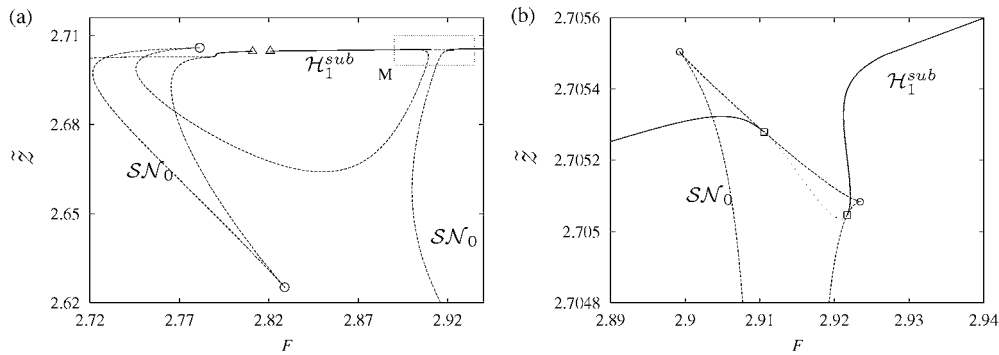 (a)
2.71
2.68
2.65
2.62
z̃
2.72
2.77
2.82
2.87
2.92
F
H₁^sub
M
SN₀
SN₀
(b)
2.7056
2.7054
2.7052
2.705
2.7048
z̃
2.89
2.9
2.91
2.92
2.93
2.94
F
H₁^sub
SN₀